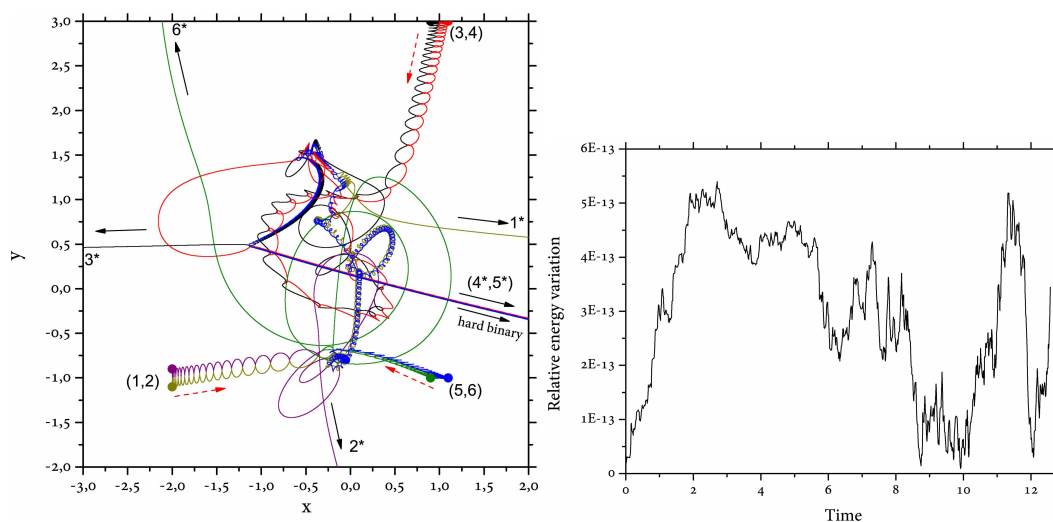 3,0
2,5
2,0
1,5
1,0
0,5
0,0
-0,5
-1,0
-1,5
-2,0
y
-3,0 -2,5 -2,0 -1,5 -1,0 -0,5 0,0 0,5 1,0 1,5 2,0
x
6*
(3,4)
1*
3*
(4*,5*)
hard binary
(1,2)
(5,6)
2*
6E-13
5E-13
4E-13
3E-13
2E-13
1E-13
0
Relative energy variation
0 2 4 6 8 10 12
Time